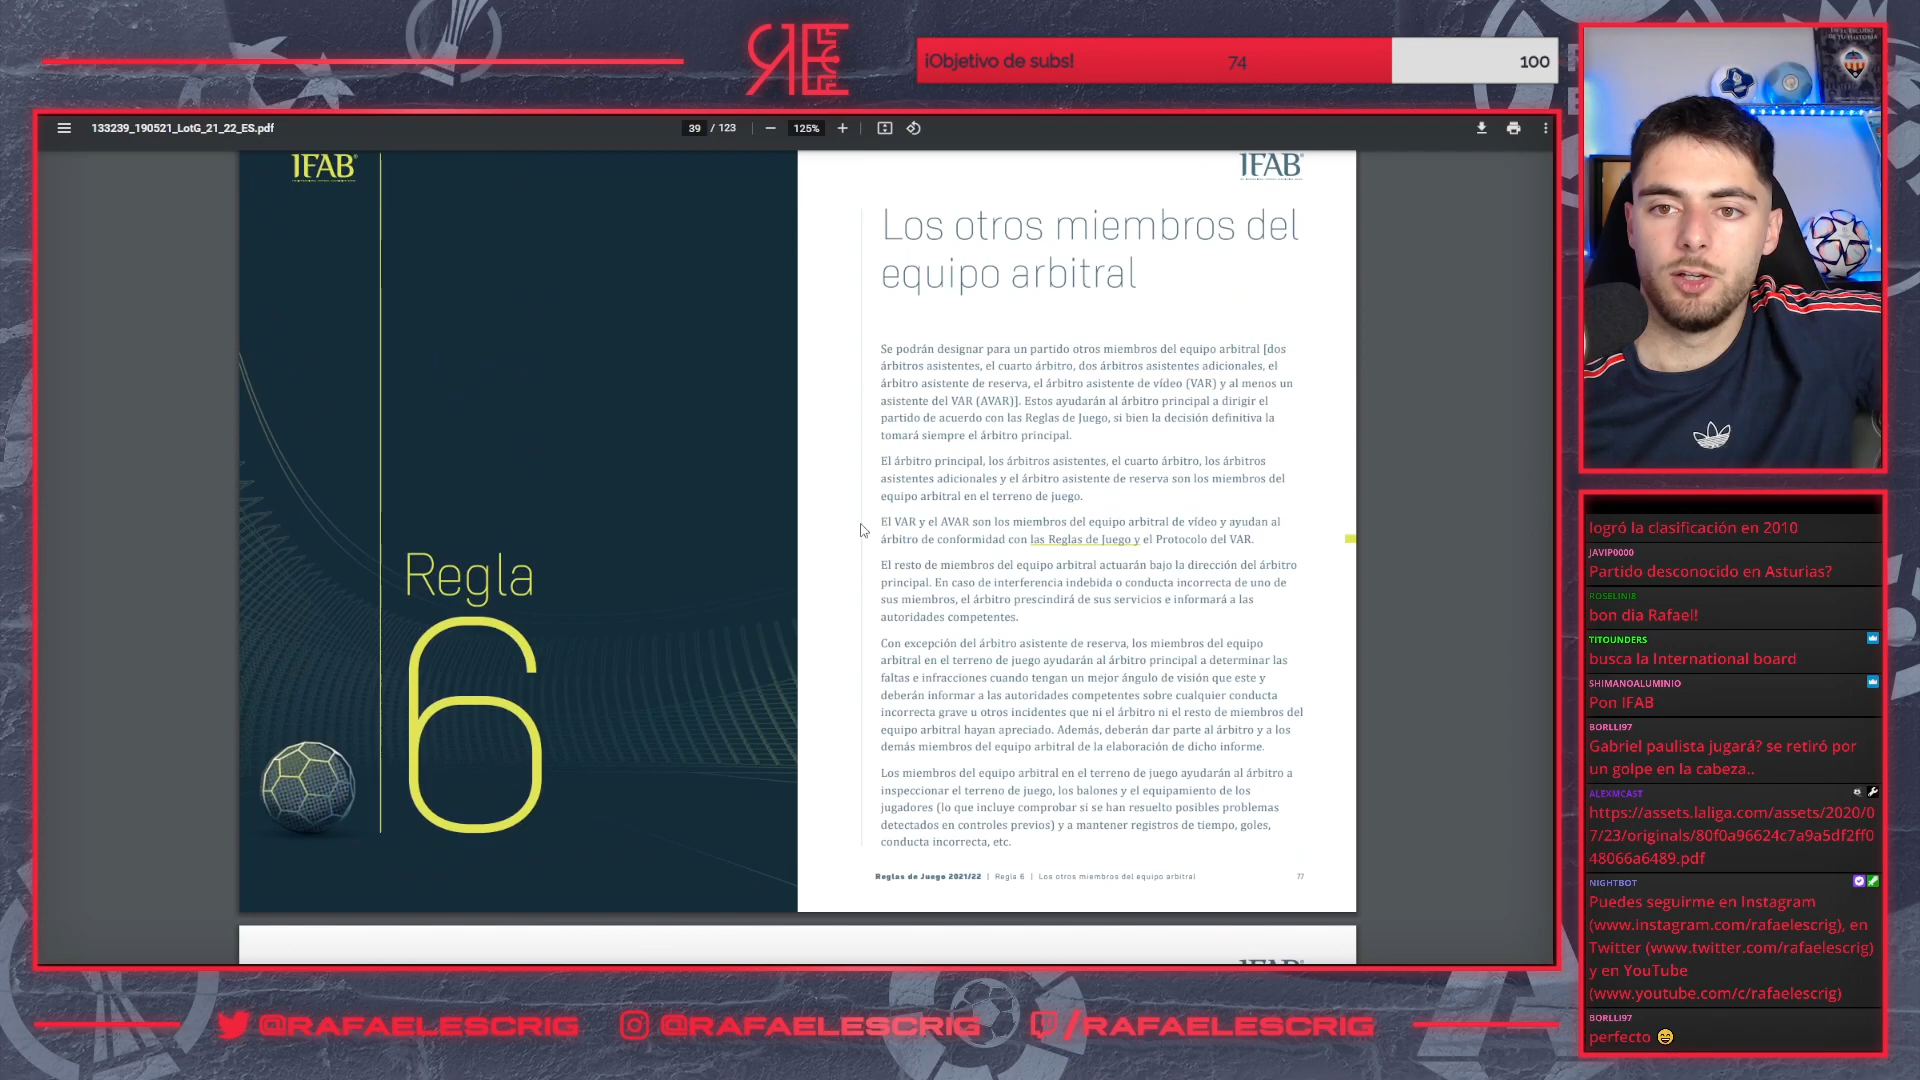 ¡Objetivo de subs!
74
100
133239_190521_LotG_21_22_ES.pdf
39 / 123
125%
IFAB
Regla
6
IFAB
Los otros miembros del
equipo arbitral
Se podrán designar para un partido otros miembros del equipo arbitral [dos
árbitros asistentes, el cuarto árbitro, dos árbitros asistentes adicionales, el
árbitro asistente de reserva, el árbitro asistente de vídeo (VAR) y al menos un
asistente del VAR (AVAR)]. Estos ayudarán al árbitro principal a dirigir el
partido de acuerdo con las Reglas de Juego, si bien la decisión definitiva la
tomará siempre el árbitro principal.
El árbitro principal, los árbitros asistentes, el cuarto árbitro, los árbitros
asistentes adicionales y el árbitro asistente de reserva son los miembros del
equipo arbitral en el terreno de juego.
El VAR y el AVAR son los miembros del equipo arbitral de vídeo y ayudan al
árbitro de conformidad con las Reglas de Juego y el Protocolo del VAR.
El resto de miembros del equipo arbitral actuarán bajo la dirección del árbitro
principal. En caso de interferencia indebida o conducta incorrecta de uno de
sus miembros, el árbitro prescindirá de sus servicios e informará a las
autoridades competentes.
Con excepción del árbitro asistente de reserva, los miembros del equipo
arbitral en el terreno de juego ayudarán al árbitro principal a determinar las
faltas e infracciones cuando tengan un mejor ángulo de visión que este y
deberán informar a las autoridades competentes sobre cualquier conducta
incorrecta grave u otros incidentes que ni el árbitro ni el resto de miembros del
equipo arbitral hayan apreciado. Además, deberán dar parte al árbitro y a los
demás miembros del equipo arbitral de la elaboración de dicho informe.
Los miembros del equipo arbitral en el terreno de juego ayudarán al árbitro a
inspeccionar el terreno de juego, los balones y el equipamiento de los
jugadores (lo que incluye comprobar si se han resuelto posibles problemas
detectados en controles previos) y a mantener registros de tiempo, goles,
conducta incorrecta, etc.
Reglas de Juego 2021/22 | Regla 6 | Los otros miembros del equipo arbitral
77
logró la clasificación en 2010
JAVIP0000
Partido desconocido en Asturias?
ROSELINI8
bon dia Rafael!
TITOUNDERS
busca la International board
SHIMANOALUMINIO
Pon IFAB
BORLLI97
Gabriel paulista jugará? se retiró por
un golpe en la cabeza..
ALEXMCAST
https://assets.laliga.com/assets/2020/0
7/23/originals/80f0a96624c7a9a5df2ff0
48066a6489.pdf
NIGHTBOT
Puedes seguirme en Instagram
(www.instagram.com/rafaelescrig), en
Twitter (www.twitter.com/rafaelescrig)
y en YouTube
(www.youtube.com/c/rafaelescrig)
BORLLI97
perfecto
@RAFAELESCRIG
@RAFAELESCRIG
/RAFAELESCRIG